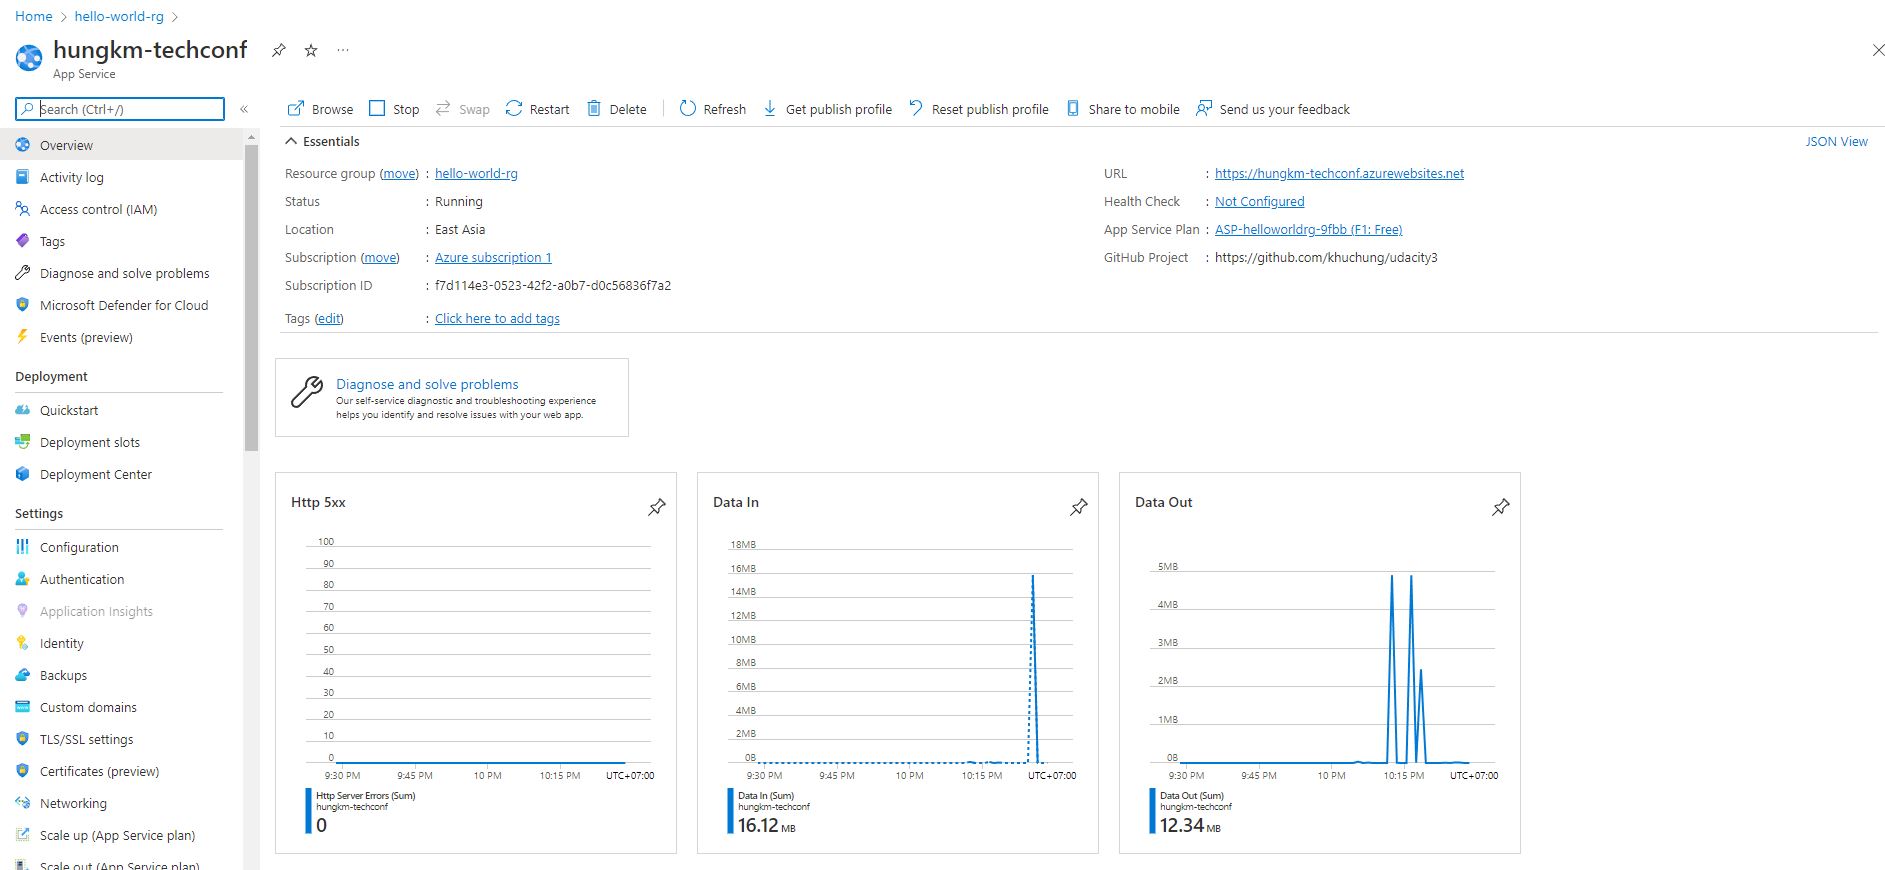 Home > hello-world-rg >
hungkm-techconf
App Service
Search (Ctrl+/)
Overview
Activity log
Access control (IAM)
Tags
Diagnose and solve problems
Microsoft Defender for Cloud
Events (preview)
Deployment
Quickstart
Deployment slots
Deployment Center
Settings
Configuration
Authentication
Application Insights
Identity
Backups
Custom domains
TLS/SSL settings
Certificates (preview)
Networking
Scale up (App Service plan)
Scale out (App Service plan)
Browse Stop Swap Restart Delete Refresh Get publish profile Reset publish profile Share to mobile Send us your feedback
Essentials JSON View
Resource group (move) : hello-world-rg
Status : Running
Location : East Asia
Subscription (move) : Azure subscription 1
Subscription ID : f7d114e3-0523-42f2-a0b7-d0c56836f7a2
Tags (edit) : Click here to add tags
URL : https://hungkm-techconf.azurewebsites.net
Health Check : Not Configured
App Service Plan : ASP-helloworldrg-9fbb (F1: Free)
GitHub Project : https://github.com/khuchung/udacity3
Diagnose and solve problems
Our self-service diagnostic and troubleshooting experience
helps you identify and resolve issues with your web app.
Http 5xx
100
90
80
70
60
50
40
30
20
10
0
9:30 PM 9:45 PM 10 PM 10:15 PM UTC+07:00
Http Server Errors (Sum)
hungkm-techconf
0
Data In
18MB
16MB
14MB
12MB
10MB
8MB
6MB
4MB
2MB
0B
9:30 PM 9:45 PM 10 PM 10:15 PM UTC+07:00
Data In (Sum)
hungkm-techconf
16.12 MB
Data Out
5MB
4MB
3MB
2MB
1MB
0B
9:30 PM 9:45 PM 10 PM 10:15 PM UTC+07:00
Data Out (Sum)
hungkm-techconf
12.34 MB